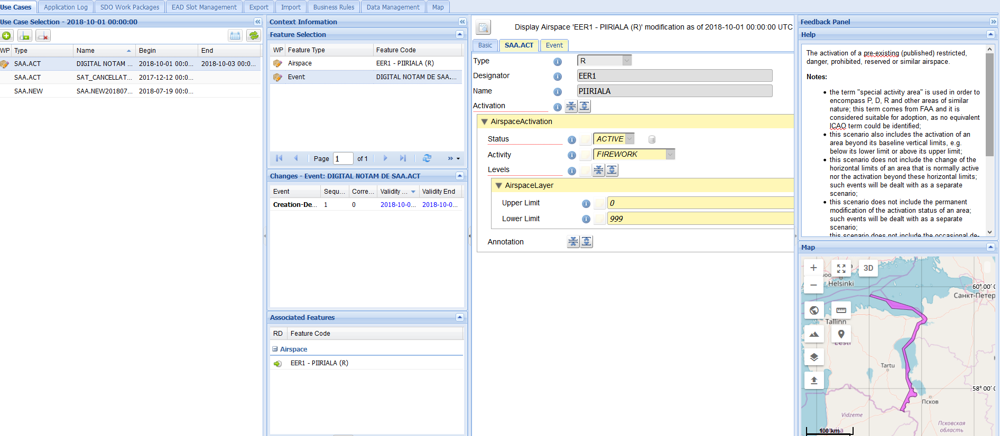 Use Cases Application Log SDO Work Packages EAD Slot Management Export Import Business Rules Data Management Map
Use Case Selection - 2018-10-01 00:00:00
WP Type Name Begin End
SAA.ACT DIGITAL NOTAM ... 2018-10-01 00:0... 2018-10-03 00:0...
SAA.ACT SAT_CANCELLAT... 2017-12-12 00:0...
SAA.NEW SAA.NEW201807... 2018-07-19 00:0...
Context Information
Feature Selection
WP Feature Type Feature Code
Airspace EER1 - PIIRIALA (R)
Event DIGITAL NOTAM DE SAA....
Page 1 of 1
Changes - Event: DIGITAL NOTAM DE SAA.ACT
Event Sequ... Corre... Validity ... Validity End
Creation-De... 1 0 2018-10-0... 2018-10-0...
Associated Features
RD Feature Code
Airspace
EER1 - PIIRIALA (R)
Display Airspace 'EER1 - PIIRIALA (R)' modification as of 2018-10-01 00:00:00 UTC
Basic SAA.ACT Event
Type R
Designator EER1
Name PIIRIALA
Activation
AirspaceActivation
Status ACTIVE
Activity FIREWORK
Levels
AirspaceLayer
Upper Limit 0
Lower Limit 999
Annotation
Feedback Panel
Help
The activation of a pre-existing (published) restricted,
danger, prohibited, reserved or similar airspace.
Notes:
• the term "special activity area" is used in order to
encompass P, D, R and other areas of similar
nature; this term comes from FAA and it is
considered suitable for adoption, as no equivalent
ICAO term could be identified;
• this scenario also includes the activation of an
area beyond its baseline vertical limits, e.g.
below its lower limit or above its upper limit;
• this scenario does not include the change of the
horizontal limits of an area that is normally active
nor the activation beyond these horizontal limits;
such events will be dealt with as a separate
scenario;
• this scenario does not include the permanent
modification of the activation status of an area;
such events will be dealt with as a separate
scenario;
this scenario does not include the occasional de-
Map
3D
Helsinki
60° 00'
Санкт-Петер
Tallinn
Eesti
Tartu
58° 00'
Псков
Vidzeme
Псковская
область
100 km